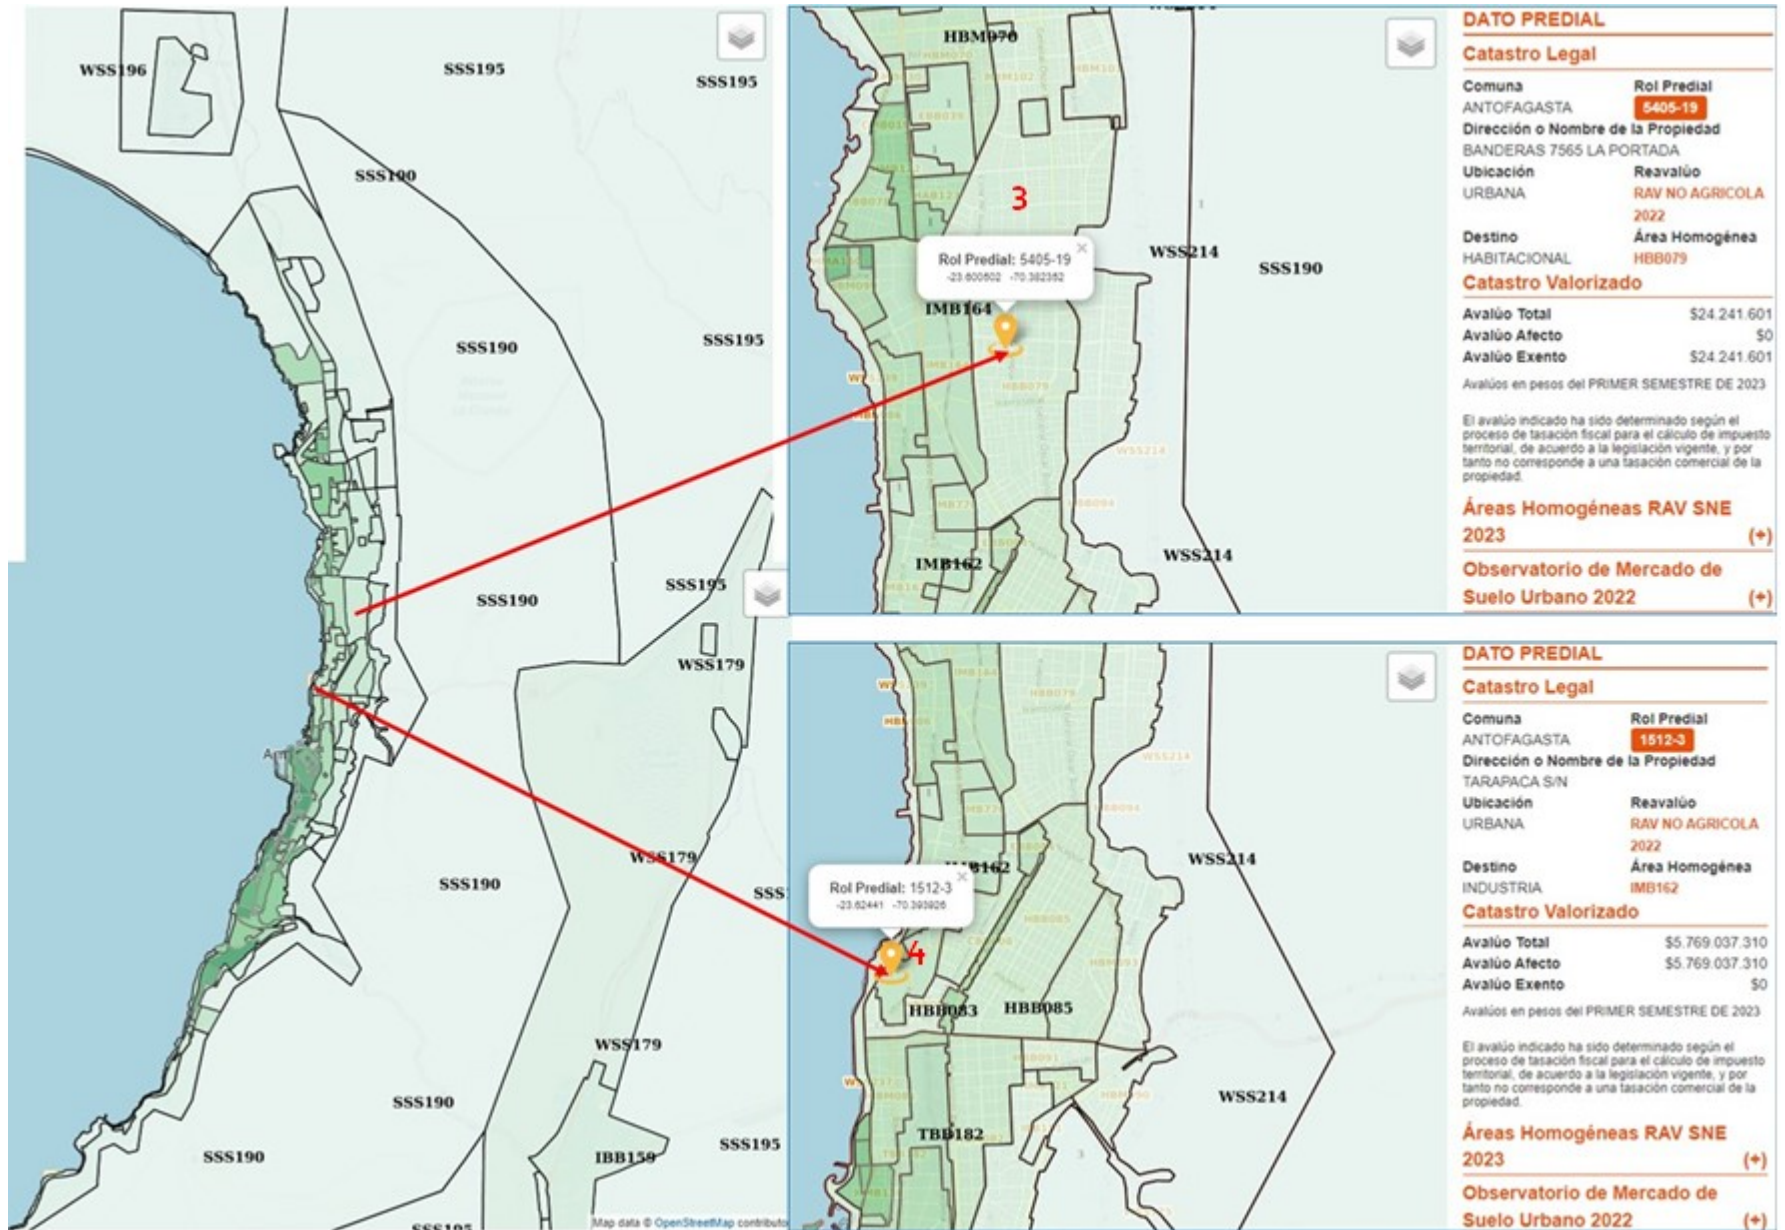 WSS196
SSS195
SSS195
SSS190
SSS190
SSS195
SSS190
SSS195
WSS179
WSS179
SSS190
WSS179
SSS190
SSS190
SSS195
IBB159
Map data © OpenStreetMap
HBM070
3
WSS214
SSS190
Rol Predial: 5405-19
-23.600602 -70.382352
IMB164
HBB079
WSS214
IMB162
WSS214
DATO PREDIAL
Catastro Legal
Comuna
Rol Predial
ANTOFAGASTA
5405-19
Dirección o Nombre de la Propiedad
BANDERAS 7565 LA PORTADA
Ubicación
Reavalúo
URBANA
RAV NO AGRICOLA
2022
Destino
Área Homogénea
HABITACIONAL
HBB079
Catastro Valorizado
Avalúo Total
$24.241.601
Avalúo Afecto
$0
Avalúo Exento
$24.241.601
Avalúos en pesos del PRIMER SEMESTRE DE 2023
El avalúo indicado ha sido determinado según el
proceso de tasación fiscal para el cálculo de impuesto
territorial, de acuerdo a la legislación vigente, y por
tanto no corresponde a una tasación comercial de la
propiedad.
Áreas Homogéneas RAV SNE
2023 (+)
Observatorio de Mercado de
Suelo Urbano 2022 (+)
HBB079
WSS214
WSS214
Rol Predial: 1512-3
-23.62441 -70.393926
4
HBB085
HBB083
HBB085
WSS214
TBB182
DATO PREDIAL
Catastro Legal
Comuna
Rol Predial
ANTOFAGASTA
1512-3
Dirección o Nombre de la Propiedad
TARAPACA S/N
Ubicación
Reavalúo
URBANA
RAV NO AGRICOLA
2022
Destino
Área Homogénea
INDUSTRIA
IMB162
Catastro Valorizado
Avalúo Total
$5.769.037.310
Avalúo Afecto
$5.769.037.310
Avalúo Exento
$0
Avalúos en pesos del PRIMER SEMESTRE DE 2023
El avalúo indicado ha sido determinado según el
proceso de tasación fiscal para el cálculo de impuesto
territorial, de acuerdo a la legislación vigente, y por
tanto no corresponde a una tasación comercial de la
propiedad.
Áreas Homogéneas RAV SNE
2023 (+)
Observatorio de Mercado de
Suelo Urbano 2022 (+)